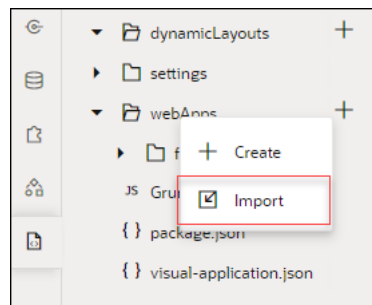 dynamicLayouts
settings
webApps
f
Create
JS Gru
Import
{ } package.json
{ } visual-application.json